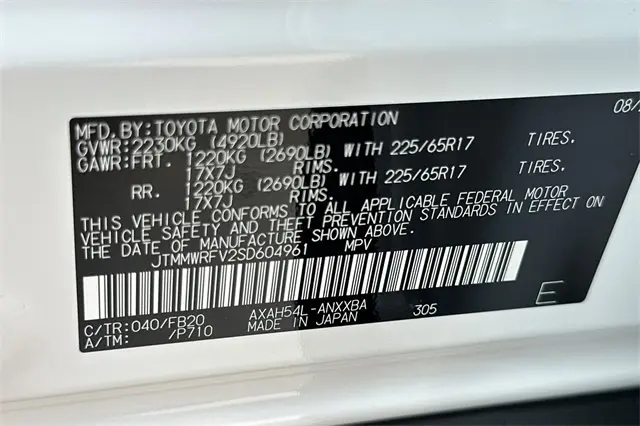 08/
MFD.BY:TOYOTA MOTOR CORPORATION
GVWR:2230KG (4920LB)
GAWR:FRT. 1220KG (2690LB) WITH 225/65R17 TIRES.
17X7J RIMS.
RR. 1220KG (2690LB) WITH 225/65R17 TIRES.
17X7J RIMS.
THIS VEHICLE CONFORMS TO ALL APPLICABLE FEDERAL MOTOR
VEHICLE SAFETY AND THEFT PREVENTION STANDARDS IN EFFECT ON
THE DATE OF MANUFACTURE SHOWN ABOVE.
JTMMWRFV2SD604961 MPV
C/TR:040/FB20 AXAH54L-ANXXBA 305 E
A/TM: /P710 MADE IN JAPAN